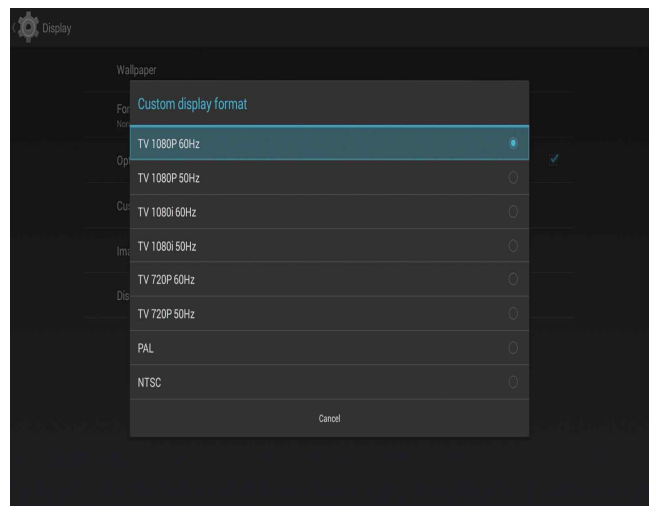 Display
Wallpaper
Custom display format
TV 1080P 60Hz
TV 1080P 50Hz
TV 1080i 60Hz
TV 1080i 50Hz
TV 720P 60Hz
TV 720P 50Hz
PAL
NTSC
Cancel